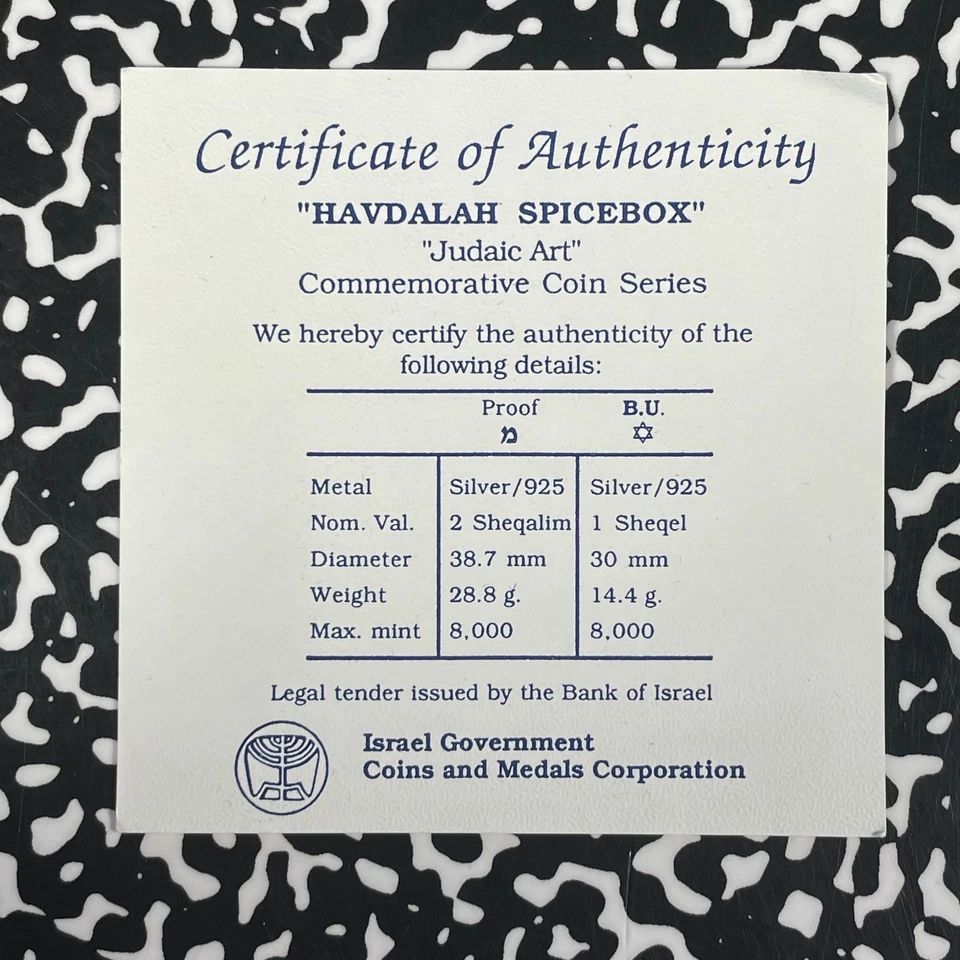 Certificate of Authenticity
"HAVDALAH SPICEBOX"
"Judaic Art"
Commemorative Coin Series
We hereby certify the authenticity of the
following details:
Proof B.U.
מ ✡
Metal Silver/925 Silver/925
Nom. Val. 2 Sheqalim 1 Sheqel
Diameter 38.7 mm 30 mm
Weight 28.8 g. 14.4 g.
Max. mint 8,000 8,000
Legal tender issued by the Bank of Israel
Israel Government
Coins and Medals Corporation